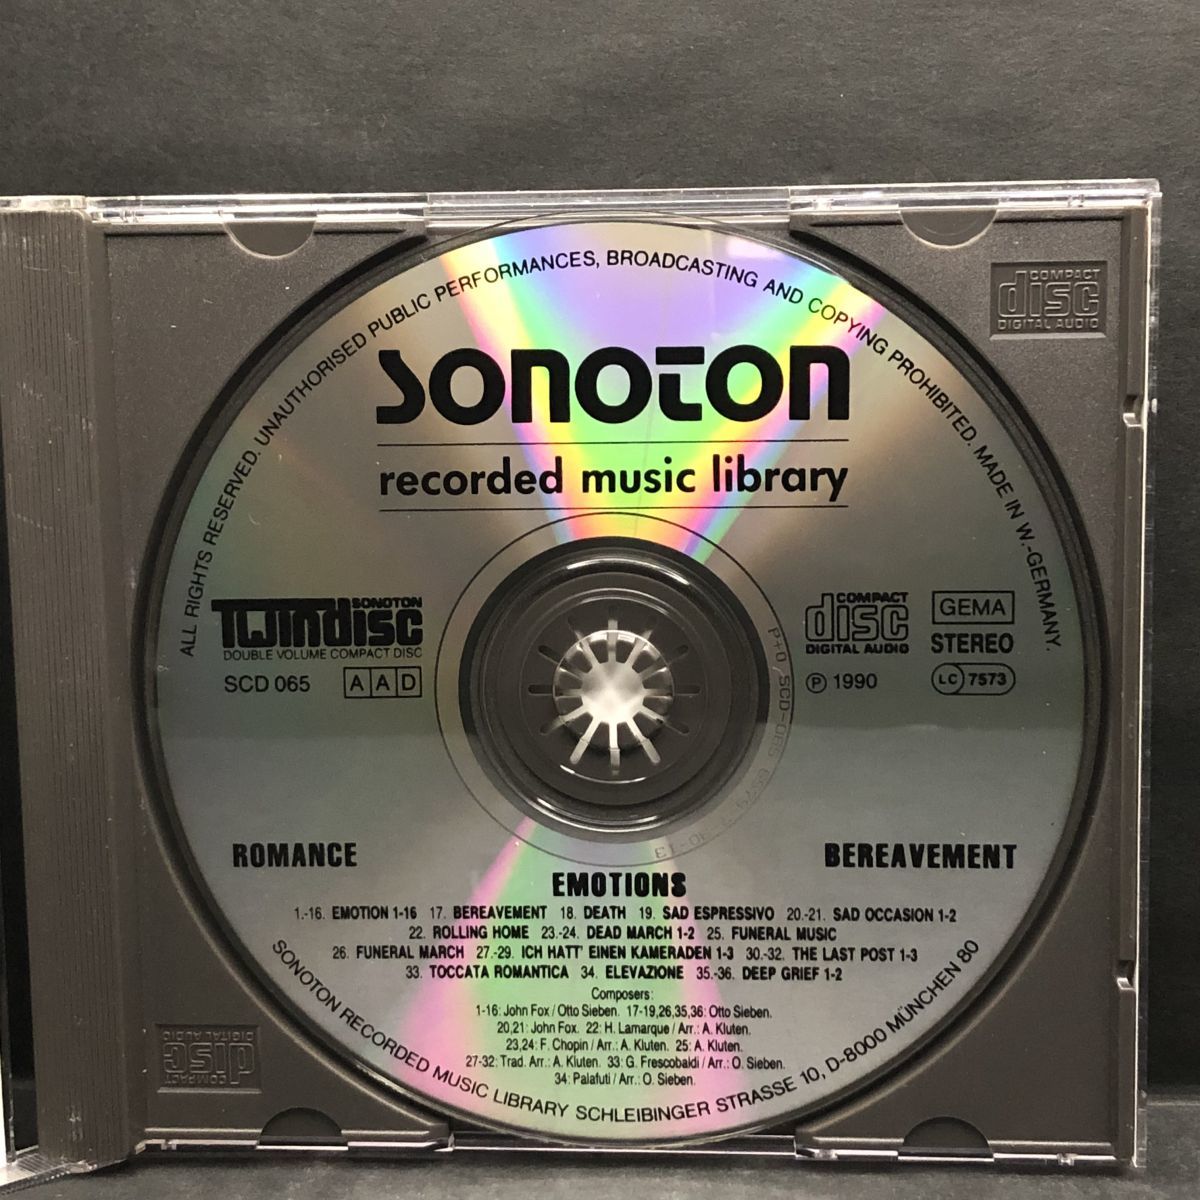 ALL RIGHTS RESERVED. UNAUTHORISED PUBLIC PERFORMANCES, BROADCASTING AND COPYING PROHIBITED. MADE IN W.-GERMANY.
COMPACT
disc
DIGITAL AUDIO
sonoton
recorded music library
SONOTON
TWINdisc
DOUBLE VOLUME COMPACT DISC
SCD 065
A A D
COMPACT
disc
DIGITAL AUDIO
℗ 1990
GEMA
STEREO
LC 7573
ROMANCE
BEREAVEMENT
EMOTIONS
1.-16. EMOTION 1-16 17. BEREAVEMENT 18. DEATH 19. SAD ESPRESSIVO 20.-21. SAD OCCASION 1-2
22. ROLLING HOME 23.-24. DEAD MARCH 1-2 25. FUNERAL MUSIC
26. FUNERAL MARCH 27.-29. ICH HATT' EINEN KAMERADEN 1-3 30.-32. THE LAST POST 1-3
33. TOCCATA ROMANTICA 34. ELEVAZIONE 35.-36. DEEP GRIEF 1-2
Composers:
1-16: John Fox/Otto Sieben. 17-19,26,35,36: Otto Sieben.
20,21: John Fox. 22: H. Lamarque/Arr.: A. Kluten.
23,24: F. Chopin/Arr.: A. Kluten. 25: A. Kluten.
27-32: Trad. Arr.: A. Kluten. 33: G. Frescobaldi/Arr.: O. Sieben.
34: Palafuti/Arr.: O. Sieben.
SONOTON RECORDED MUSIC LIBRARY SCHLEIBINGER STRASSE 10, D-8000 MÜNCHEN 80
COMPACT
disc
DIGITAL AUDIO